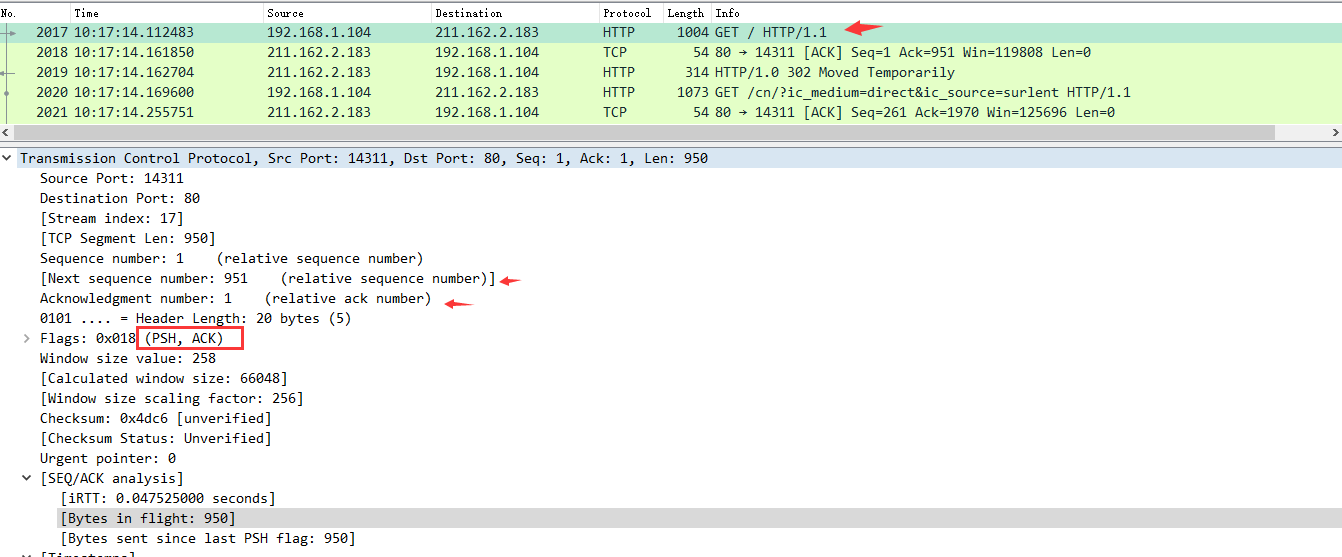 No. Time Source Destination Protocol Length Info
2017 10:17:14.112483 192.168.1.104 211.162.2.183 HTTP 1004 GET / HTTP/1.1
2018 10:17:14.161850 211.162.2.183 192.168.1.104 TCP 54 80 → 14311 [ACK] Seq=1 Ack=951 Win=119808 Len=0
2019 10:17:14.162704 211.162.2.183 192.168.1.104 HTTP 314 HTTP/1.0 302 Moved Temporarily
2020 10:17:14.169600 192.168.1.104 211.162.2.183 HTTP 1073 GET /cn/?ic_medium=direct&ic_source=surlent HTTP/1.1
2021 10:17:14.255751 211.162.2.183 192.168.1.104 TCP 54 80 → 14311 [ACK] Seq=261 Ack=1970 Win=125696 Len=0
Transmission Control Protocol, Src Port: 14311, Dst Port: 80, Seq: 1, Ack: 1, Len: 950
Source Port: 14311
Destination Port: 80
[Stream index: 17]
[TCP Segment Len: 950]
Sequence number: 1 (relative sequence number)
[Next sequence number: 951 (relative sequence number)]
Acknowledgment number: 1 (relative ack number)
0101 .... = Header Length: 20 bytes (5)
Flags: 0x018 (PSH, ACK)
Window size value: 258
[Calculated window size: 66048]
[Window size scaling factor: 256]
Checksum: 0x4dc6 [unverified]
[Checksum Status: Unverified]
Urgent pointer: 0
[SEQ/ACK analysis]
[iRTT: 0.047525000 seconds]
[Bytes in flight: 950]
[Bytes sent since last PSH flag: 950]
[Timestamps]